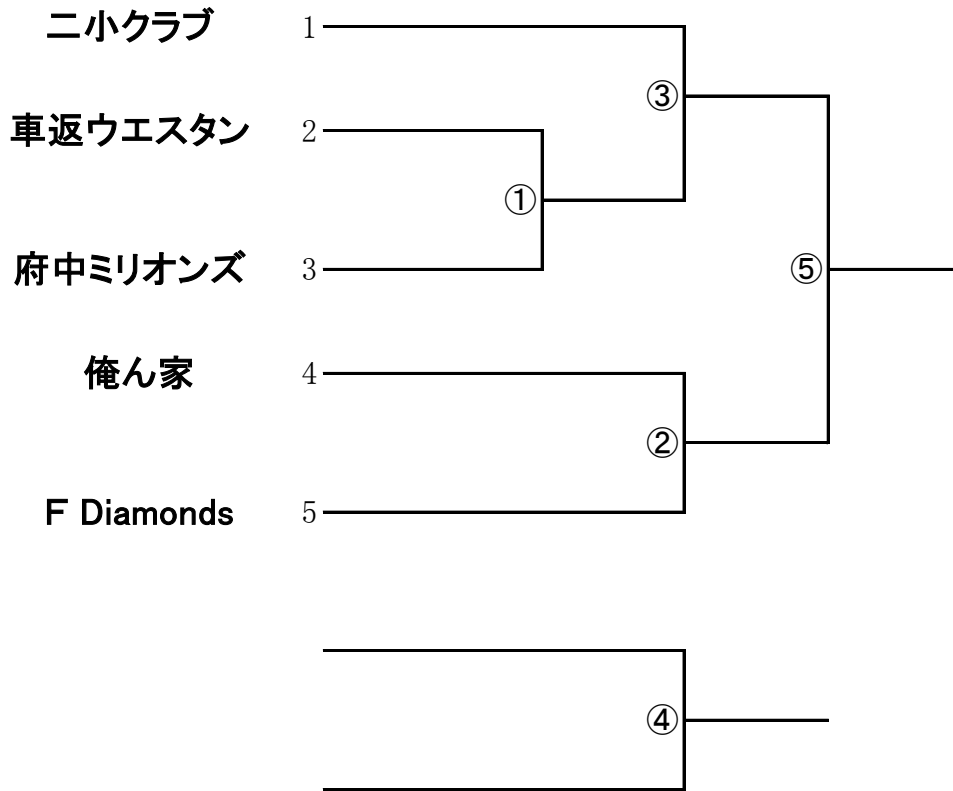 二小クラブ 1
③
車返ウエスタン 2
①
府中ミリオンズ 3
⑤
俺ん家 4
②
F Diamonds 5
④